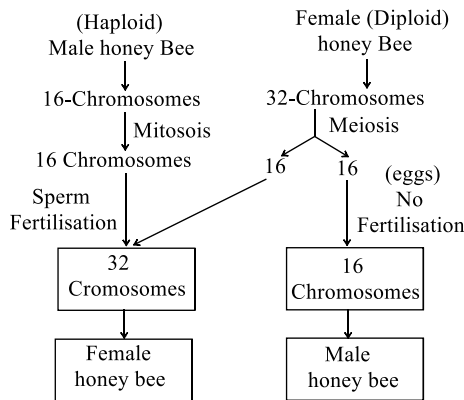 (Haploid)
Male honey Bee
16-Chromosomes
Mitosois
16 Chromosomes
Sperm
Fertilisation
32
Cromosomes
Female
honey bee
Female (Diploid)
honey Bee
32-Chromosomes
Meiosis
16
16
(eggs)
No
Fertilisation
16
Chromosomes
Male
honey bee